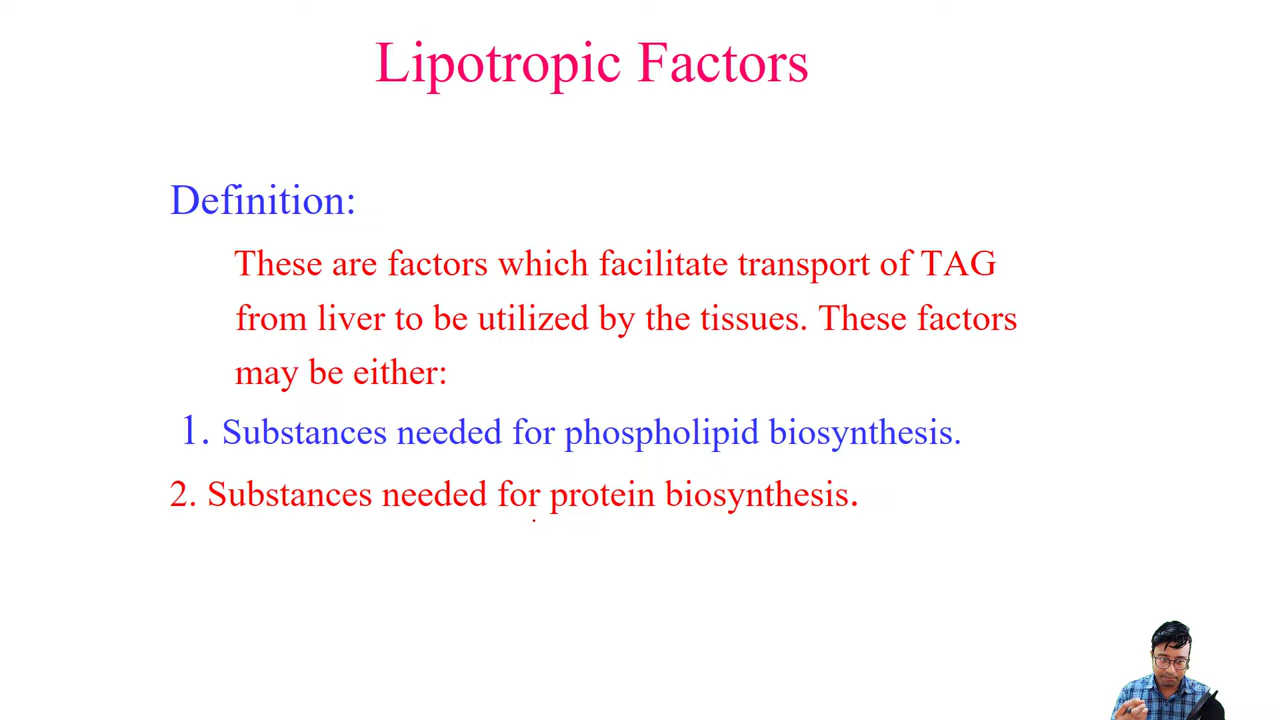 Lipotropic Factors
Definition:
These are factors which facilitate transport of TAG
from liver to be utilized by the tissues. These factors
may be either:
1. Substances needed for phospholipid biosynthesis.
2. Substances needed for protein biosynthesis.